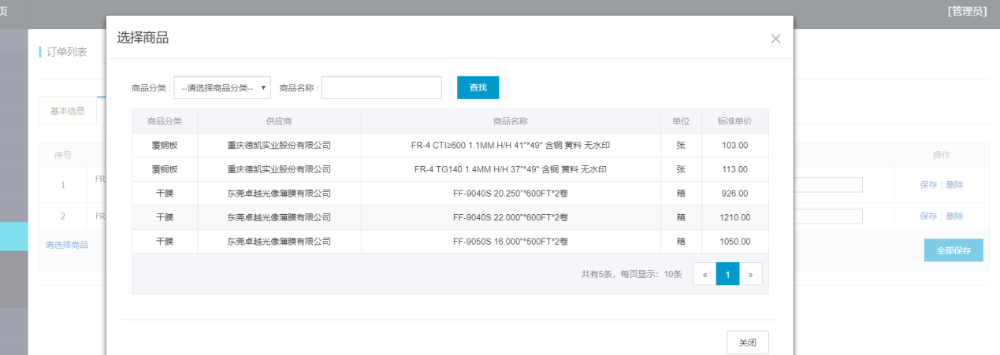 页
[管理员]
选择商品
×
订单列表
商品分类 : --请选择商品分类-- ▼ 商品名称 : 查找
基本信息
商品分类 供应商 商品名称 单位 标准单价
覆铜板 重庆德凯实业股份有限公司 FR-4 CTI≥600 1.1MM H/H 41"*49" 含铜 黄料 无水印 张 103.00
覆铜板 重庆德凯实业股份有限公司 FR-4 TG140 1.4MM H/H 37"*49" 含铜 黄料 无水印 张 113.00
干膜 东莞卓越光像薄膜有限公司 FF-9040S 20.250"*600FT*2卷 箱 926.00
干膜 东莞卓越光像薄膜有限公司 FF-9040S 22.000"*600FT*2卷 箱 1210.00
干膜 东莞卓越光像薄膜有限公司 FF-9050S 16.000"*500FT*2卷 箱 1050.00
共有5条，每页显示：10条 « 1 »
序号 操作
1 FR 保存 | 删除
2 FR 保存 | 删除
请选择商品 全部保存
关闭